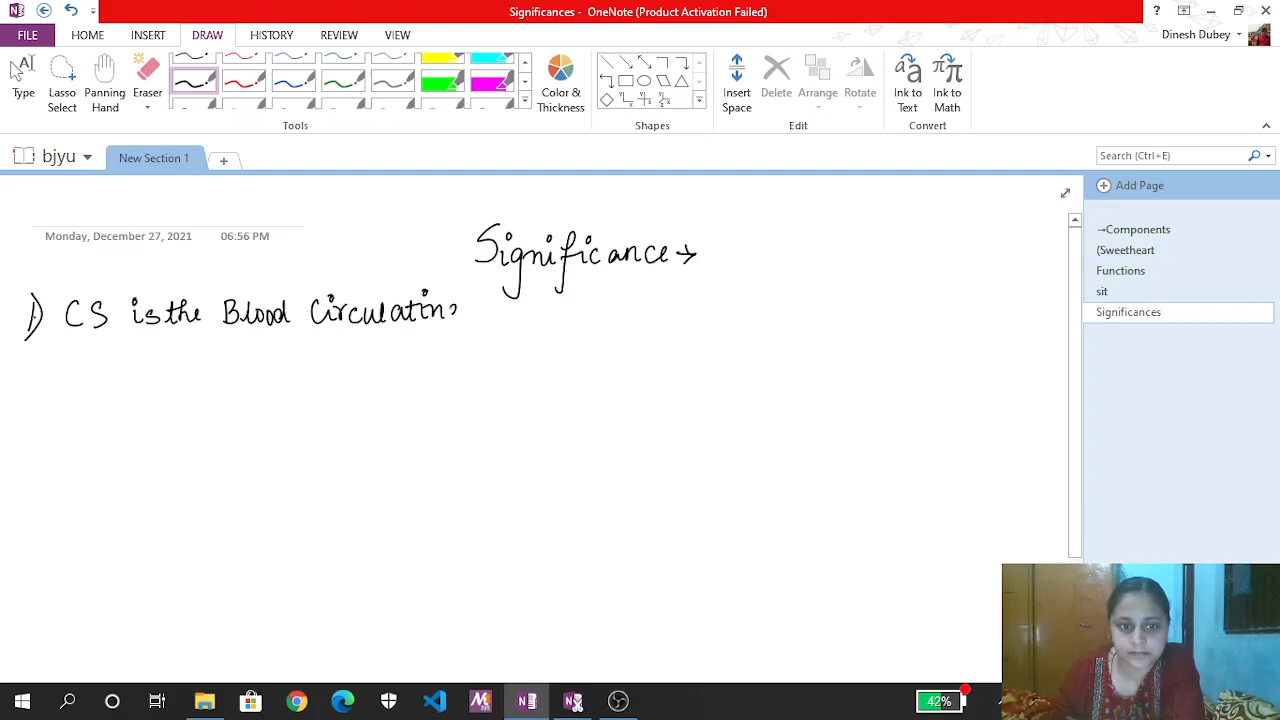 Significances - OneNote (Product Activation Failed)
FILE HOME INSERT DRAW HISTORY REVIEW VIEW
Dinesh Dubey
Type
Lasso Select
Panning Hand
Eraser
Color & Thickness
Insert Space
Delete
Arrange
Rotate
Ink to Text
Ink to Math
Tools
Shapes
Edit
Convert
bjyu
New Section 1
Search (Ctrl+E)
Add Page
Monday, December 27, 2021 06:56 PM
Significance →
1) CS is the Blood Circulatin
→Components
(Sweetheart
Functions
sit
Significances
42%